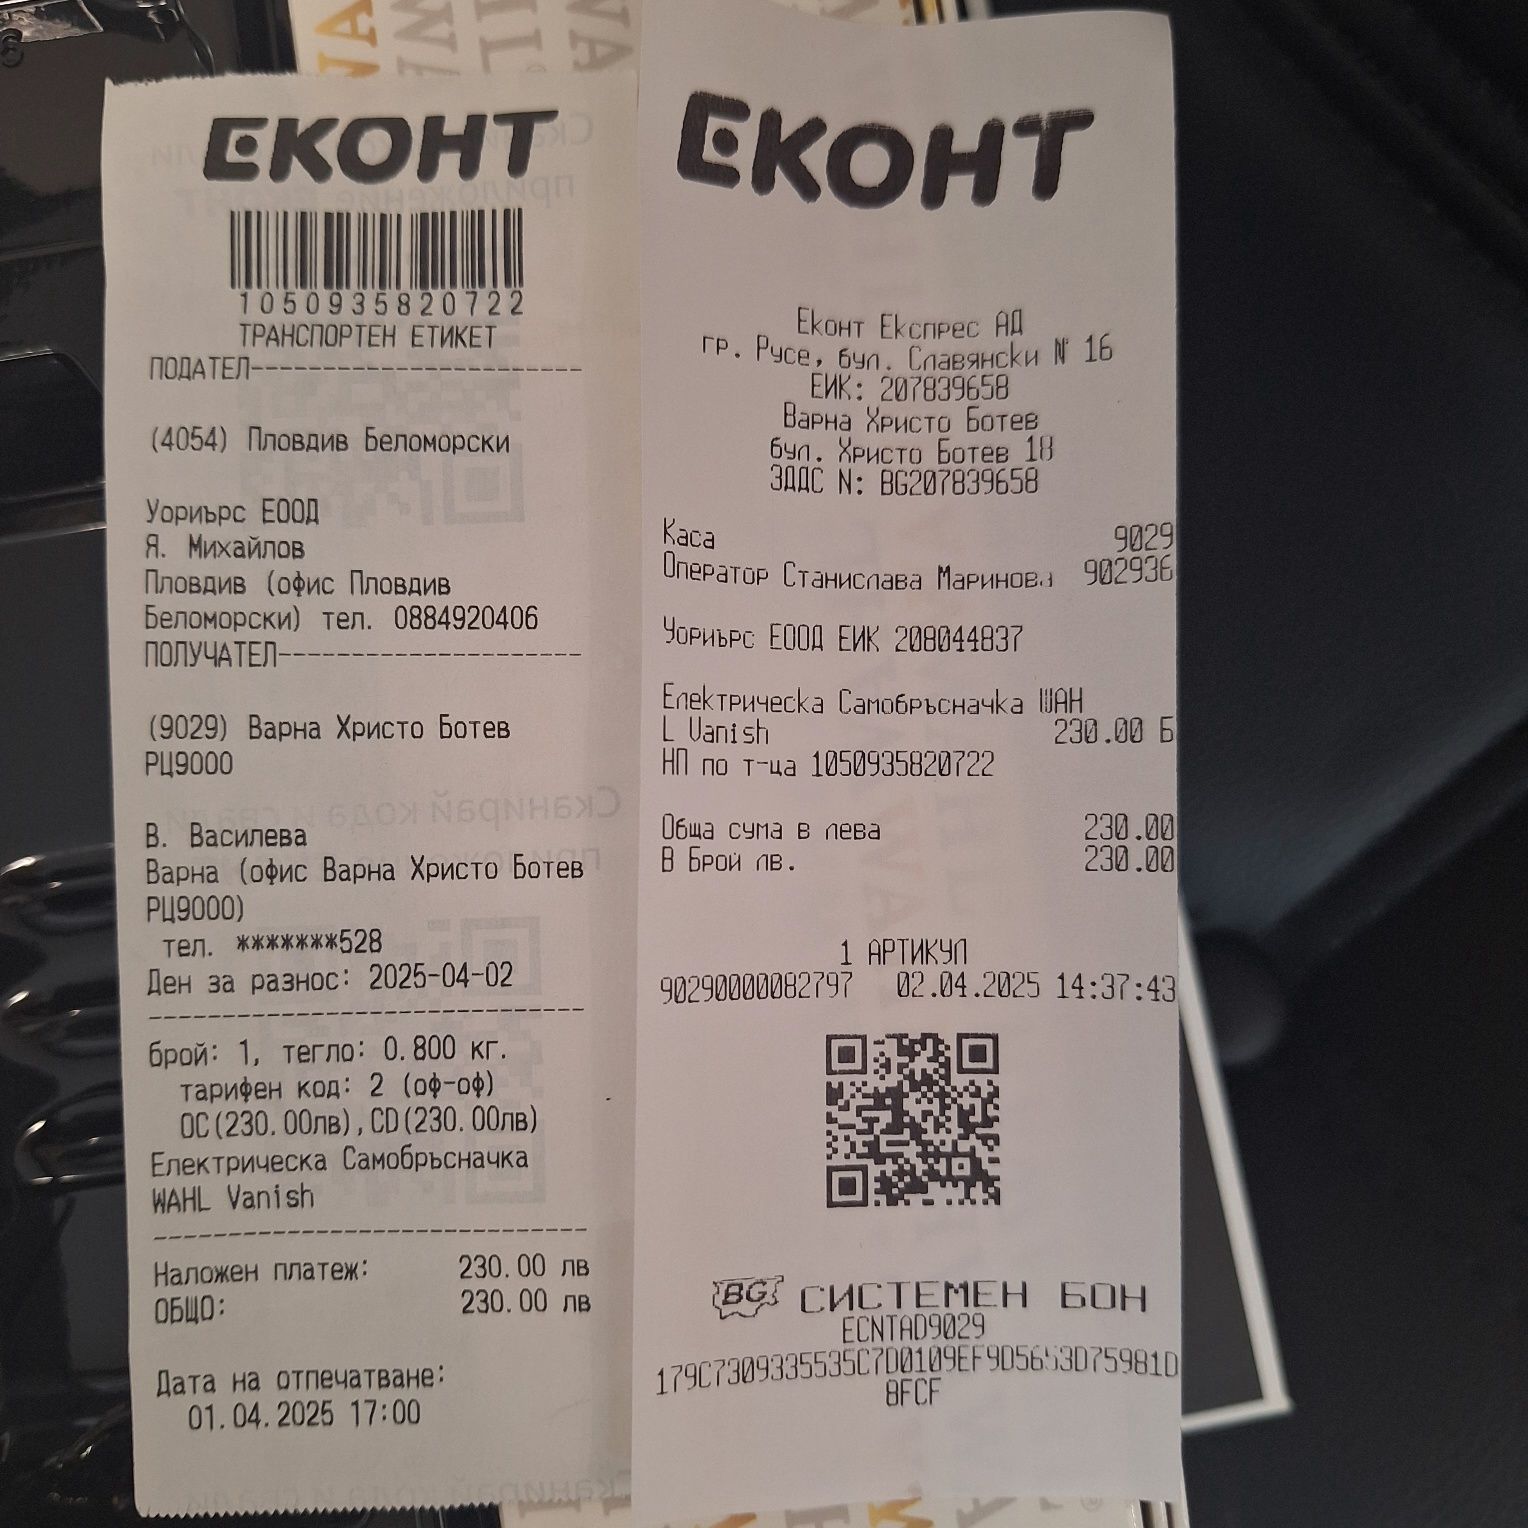 ЕКОНТ
1050935820722
ТРАНСПОРТЕН ЕТИКЕТ
ПОДАТЕЛ-----------------------
(4054) Пловдив Беломорски
Уориърс ЕООД
Я. Михайлов
Пловдив (офис Пловдив
Беломорски) тел. 0884920406
ПОЛУЧАТЕЛ---------------------
(9029) Варна Христо Ботев
РЦ9000
В. Василева
Варна (офис Варна Христо Ботев
РЦ9000)
тел. *******528
Ден за разнос: 2025-04-02
------------------------------
брой: 1, тегло: 0.800 кг.
тарифен код: 2 (оф-оф)
ОС(230.00лв),CD(230.00лв)
Електрическа Самобръсначка
WAHL Vanish
------------------------------
Наложен платеж: 230.00 лв
ОБЩО: 230.00 лв
Дата на отпечатване:
01.04.2025 17:00
ЕКОНТ
Еконт Експрес АД
гр. Русе, бул. Славянски N 16
ЕИК: 207839658
Варна Христо Ботев
бул. Христо Ботев 18
ЗДДС N: BG207839658
Каса 9029
Оператор Станислава Маринова 902936
Уориърс ЕООД ЕИК 208044837
Електрическа Самобръсначка WAH
L Vanish 230.00 Б
НП по т-ца 1050935820722
Обща сума в лева 230.00
В Брой лв. 230.00
1 АРТИКУЛ
90290000082797 02.04.2025 14:37:43
BG СИСТЕМЕН БОН
ECNTAD9029
8FCF